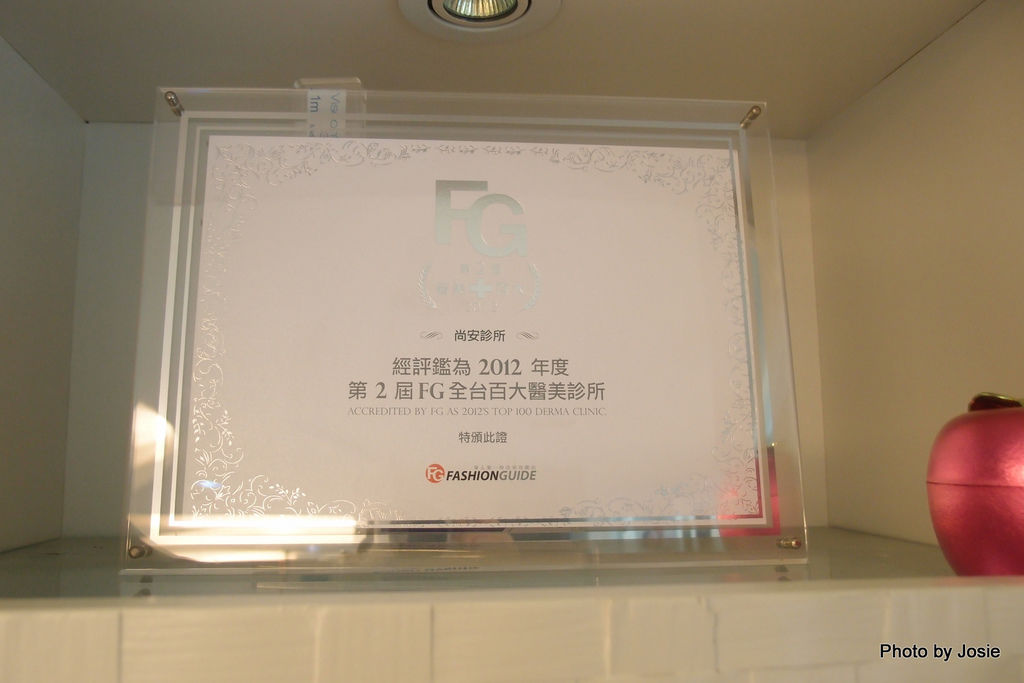 FG
尚安診所
經評鑑為 2012 年度
第 2 屆 FG 全台百大醫美診所
ACCREDITED BY FG AS 2012'S TOP 100 DERMA CLINIC.
特頒此證
FG FASHIONGUIDE
1m
Photo by Josie